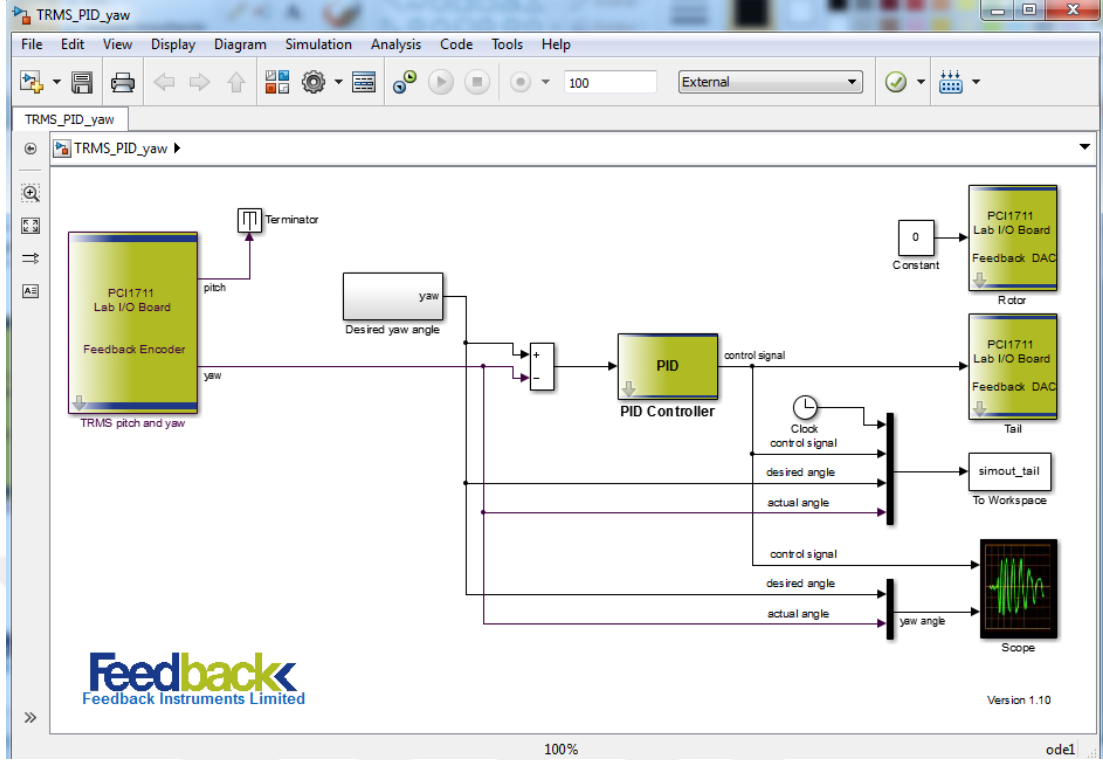 TRMS_PID_yaw
File Edit View Display Diagram Simulation Analysis Code Tools Help
100
External
TRMS_PID_yaw
TRMS_PID_yaw
Terminator
PCI1711
Lab I/O Board
Feedback Encoder
TRMS pitch and yaw
pitch
yaw
yaw
Desired yaw angle
+
−
PID
PID Controller
control signal
0
Constant
PCI1711
Lab I/O Board
Feedback DAC
Rotor
PCI1711
Lab I/O Board
Feedback DAC
Tail
Clock
control signal
desired angle
actual angle
simout_tail
To Workspace
control signal
desired angle
actual angle
yaw angle
Scope
Feedback
Feedback Instruments Limited
Version 1.10
100%
ode1